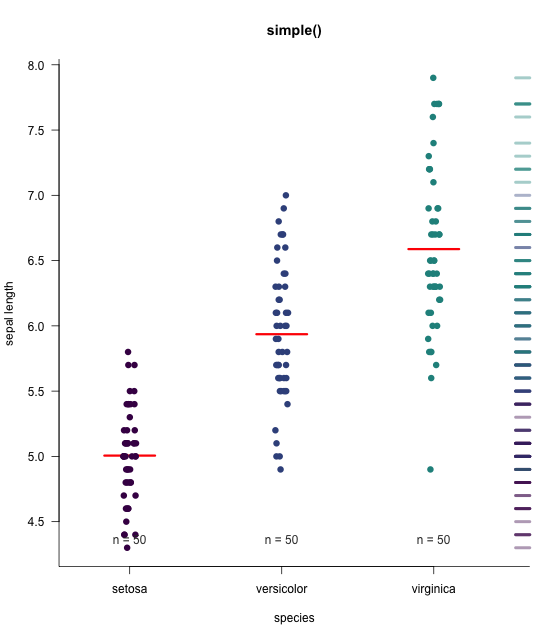 simple()
8.0
7.5
7.0
6.5
6.0
5.5
5.0
4.5
sepal length
n = 50 n = 50 n = 50
setosa versicolor virginica
species